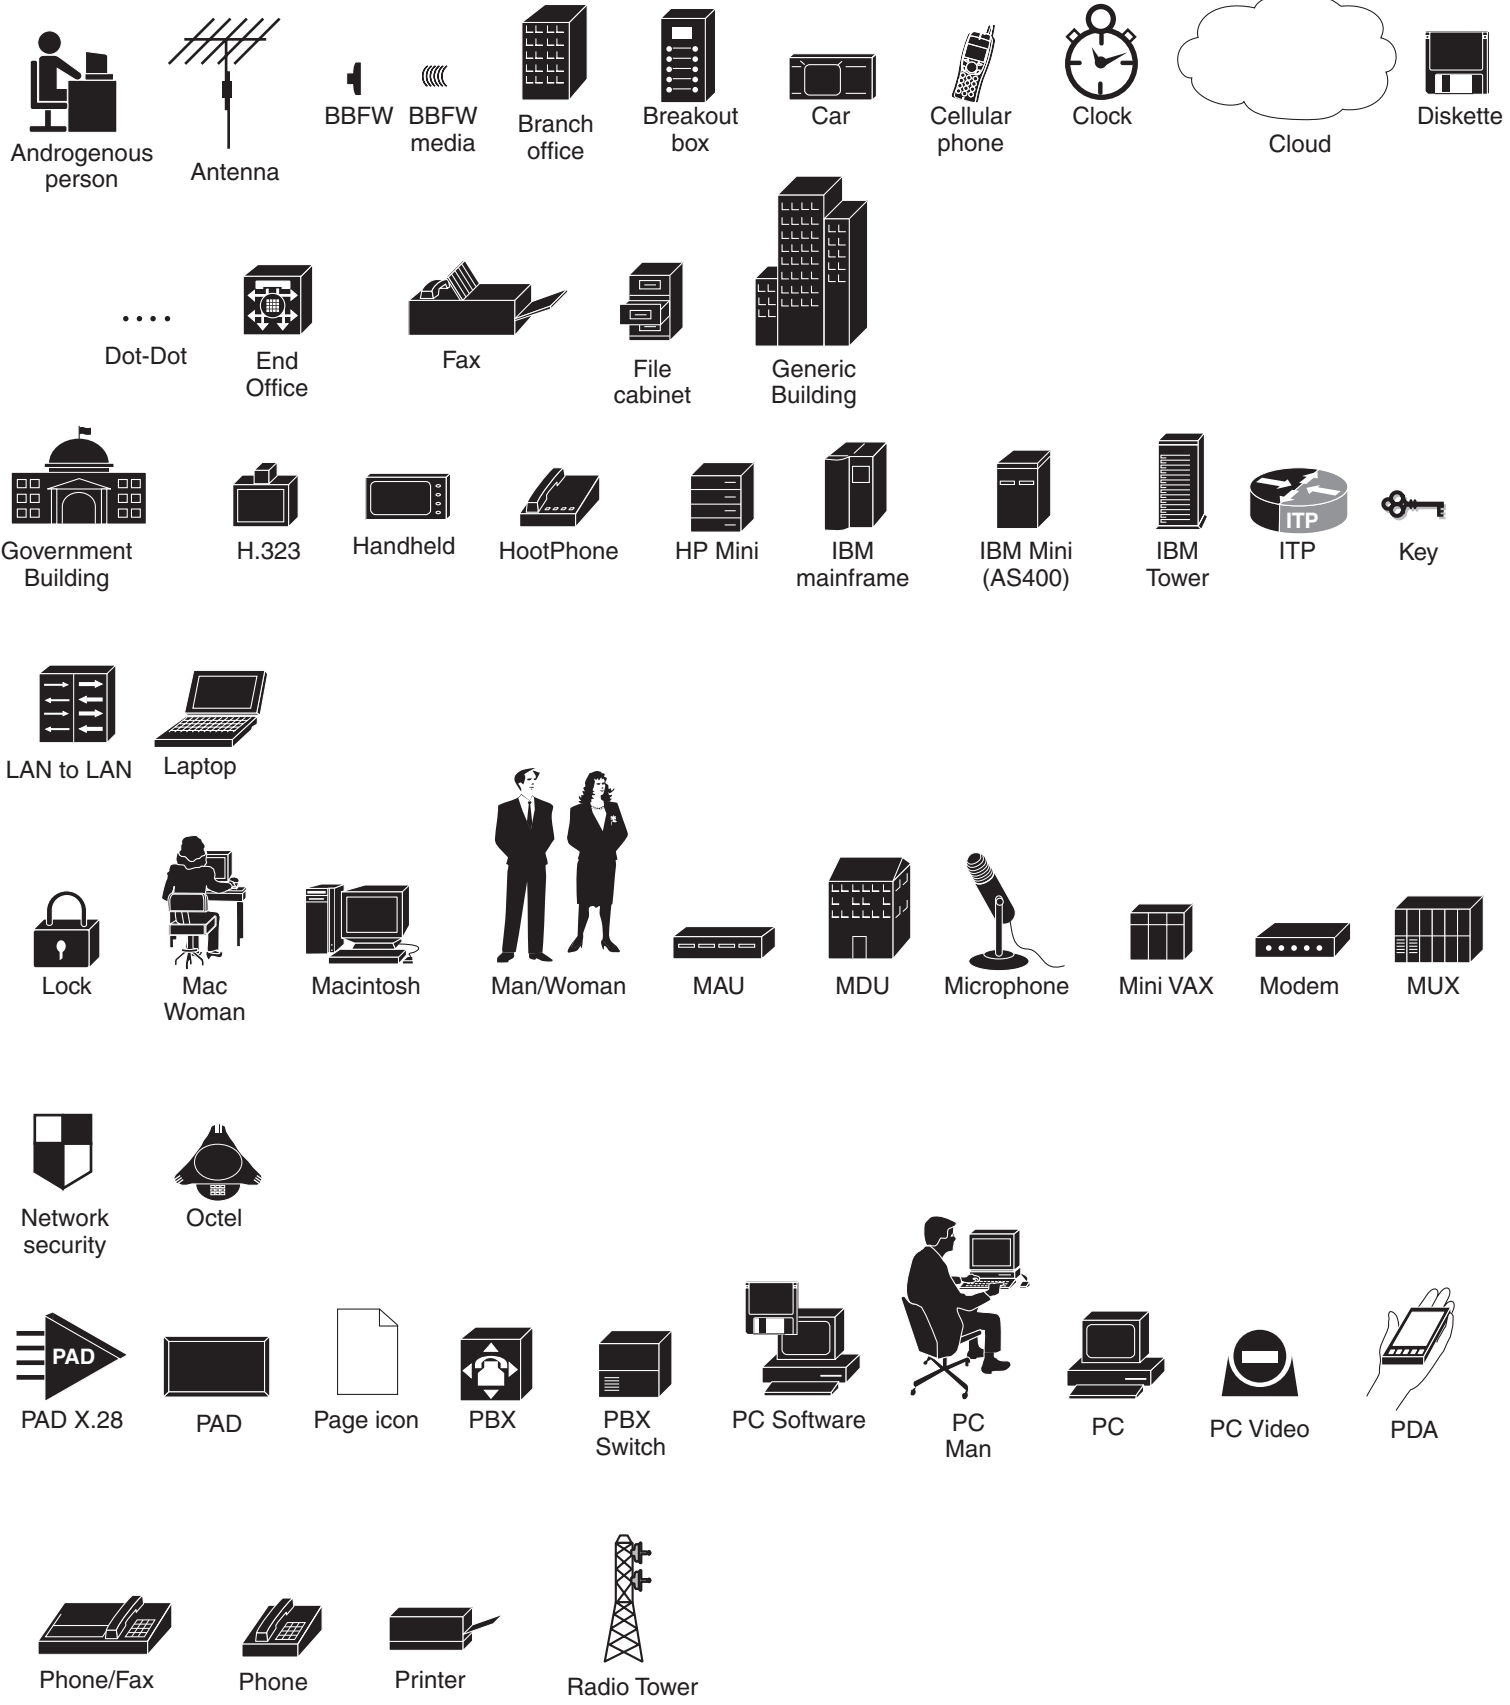 Androgenous
person
Antenna
BBFW
BBFW
media
Branch
office
Breakout
box
Car
Cellular
phone
Clock
Cloud
Diskette
Dot-Dot
End
Office
Fax
File
cabinet
Generic
Building
Government
Building
H.323
Handheld
HootPhone
HP Mini
IBM
mainframe
IBM Mini
(AS400)
IBM
Tower
ITP
ITP
Key
LAN to LAN
Laptop
Lock
Mac
Woman
Macintosh
Man/Woman
MAU
MDU
Microphone
Mini VAX
Modem
MUX
Network
security
Octel
PAD
PAD X.28
PAD
Page icon
PBX
PBX
Switch
PC Software
PC
Man
PC
PC Video
PDA
Phone/Fax
Phone
Printer
Radio Tower